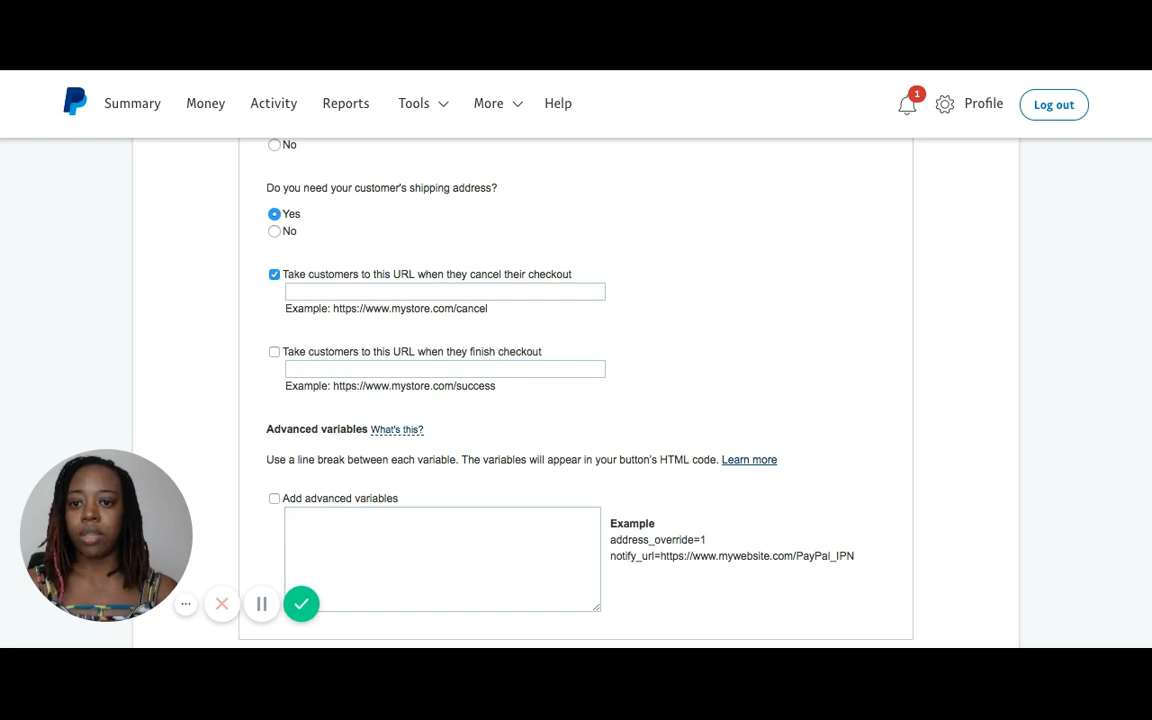 Summary Money Activity Reports Tools More Help 1 Profile Log out
No
Do you need your customer's shipping address?
Yes
No
Take customers to this URL when they cancel their checkout
Example: https://www.mystore.com/cancel
Take customers to this URL when they finish checkout
Example: https://www.mystore.com/success
Advanced variables What's this?
Use a line break between each variable. The variables will appear in your button's HTML code. Learn more
Add advanced variables
Example
address_override=1
notify_url=https://www.mywebsite.com/PayPal_IPN